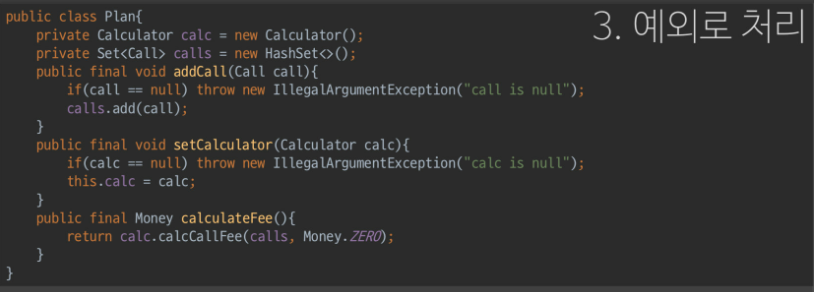 3. 예외로 처리
public class Plan{
    private Calculator calc = new Calculator();
    private Set<Call> calls = new HashSet<>();
    public final void addCall(Call call){
        if(call == null) throw new IllegalArgumentException("call is null");
        calls.add(call);
    }
    public final void setCalculator(Calculator calc){
        if(calc == null) throw new IllegalArgumentException("calc is null");
        this.calc = calc;
    }
    public final Money calculateFee(){
        return calc.calcCallFee(calls, Money.ZERO);
    }
}